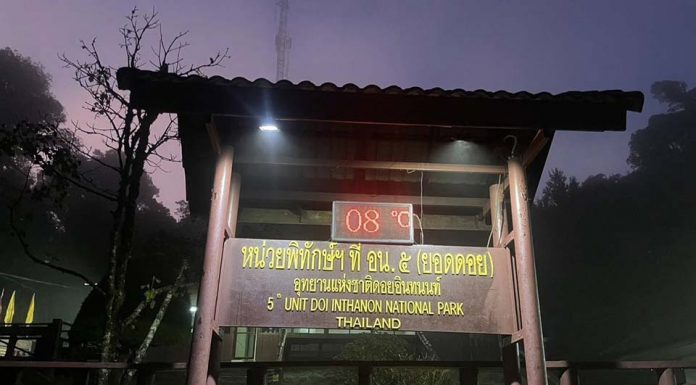 08 °C
หน่วยพิทักษ์ฯ ที่ อน. ๕ (ยอดดอย)
อุทยานแห่งชาติดอยอินทนนท์
5th UNIT DOI INTHANON NATIONAL PARK
THAILAND